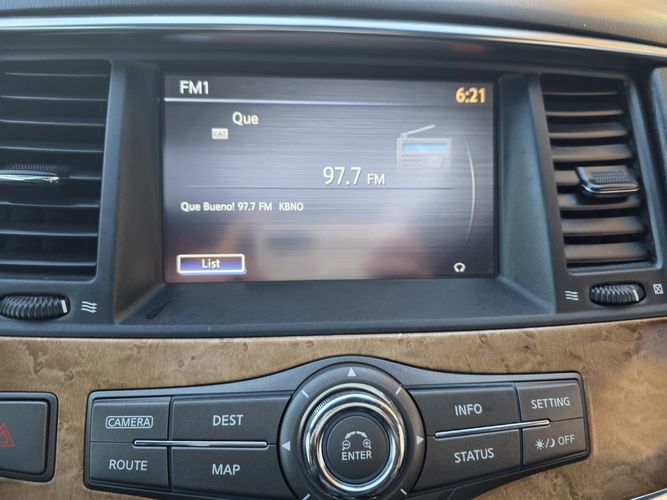 FM1 6:21
Que
CAT
97.7 FM
Que Bueno! 97.7 FM KBNO
List
CAMERA DEST INFO SETTING
ENTER
ROUTE MAP STATUS OFF